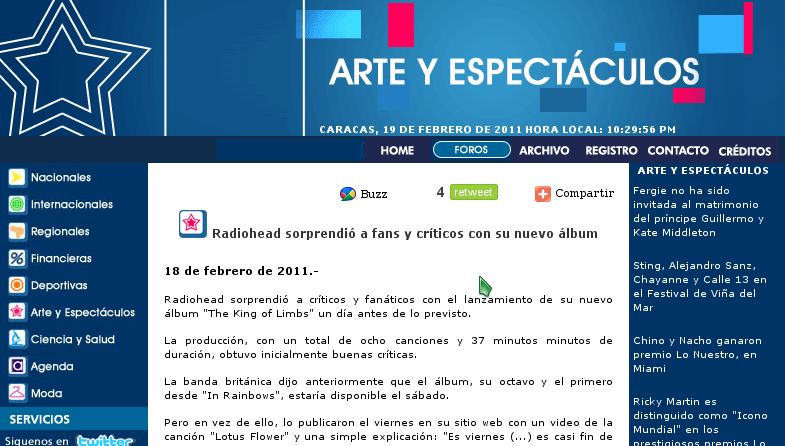 ARTE Y ESPECTÁCULOS
CARACAS, 19 DE FEBRERO DE 2011 HORA LOCAL: 10:29:56 PM
HOME FOROS ARCHIVO REGISTRO CONTACTO CRÉDITOS
Nacionales
Internacionales
Regionales
Financieras
Deportivas
Arte y Espectáculos
Ciencia y Salud
Agenda
Moda
SERVICIOS
Siguenos en twitter
Buzz 4 retweet Compartir
Radiohead sorprendió a fans y críticos con su nuevo álbum
18 de febrero de 2011.-
Radiohead sorprendió a críticos y fanáticos con el lanzamiento de su nuevo
álbum "The King of Limbs" un día antes de lo previsto.
La producción, con un total de ocho canciones y 37 minutos minutos de
duración, obtuvo inicialmente buenas críticas.
La banda británica dijo anteriormente que el álbum, su octavo y el primero
desde "In Rainbows", estaría disponible el sábado.
Pero en vez de ello, lo publicaron el viernes en su sitio web con un video de la
canción "Lotus Flower" y una simple explicación: "Es viernes (...) es casi fin de
ARTE Y ESPECTÁCULOS
Fergie no ha sido
invitada al matrimonio
del príncipe Guillermo y
Kate Middleton
Sting, Alejandro Sanz,
Chayanne y Calle 13 en
el Festival de Viña del
Mar
Chino y Nacho ganaron
premio Lo Nuestro, en
Miami
Ricky Martin es
distinguido como "Icono
Mundial" en los
prestigiosos premios Lo